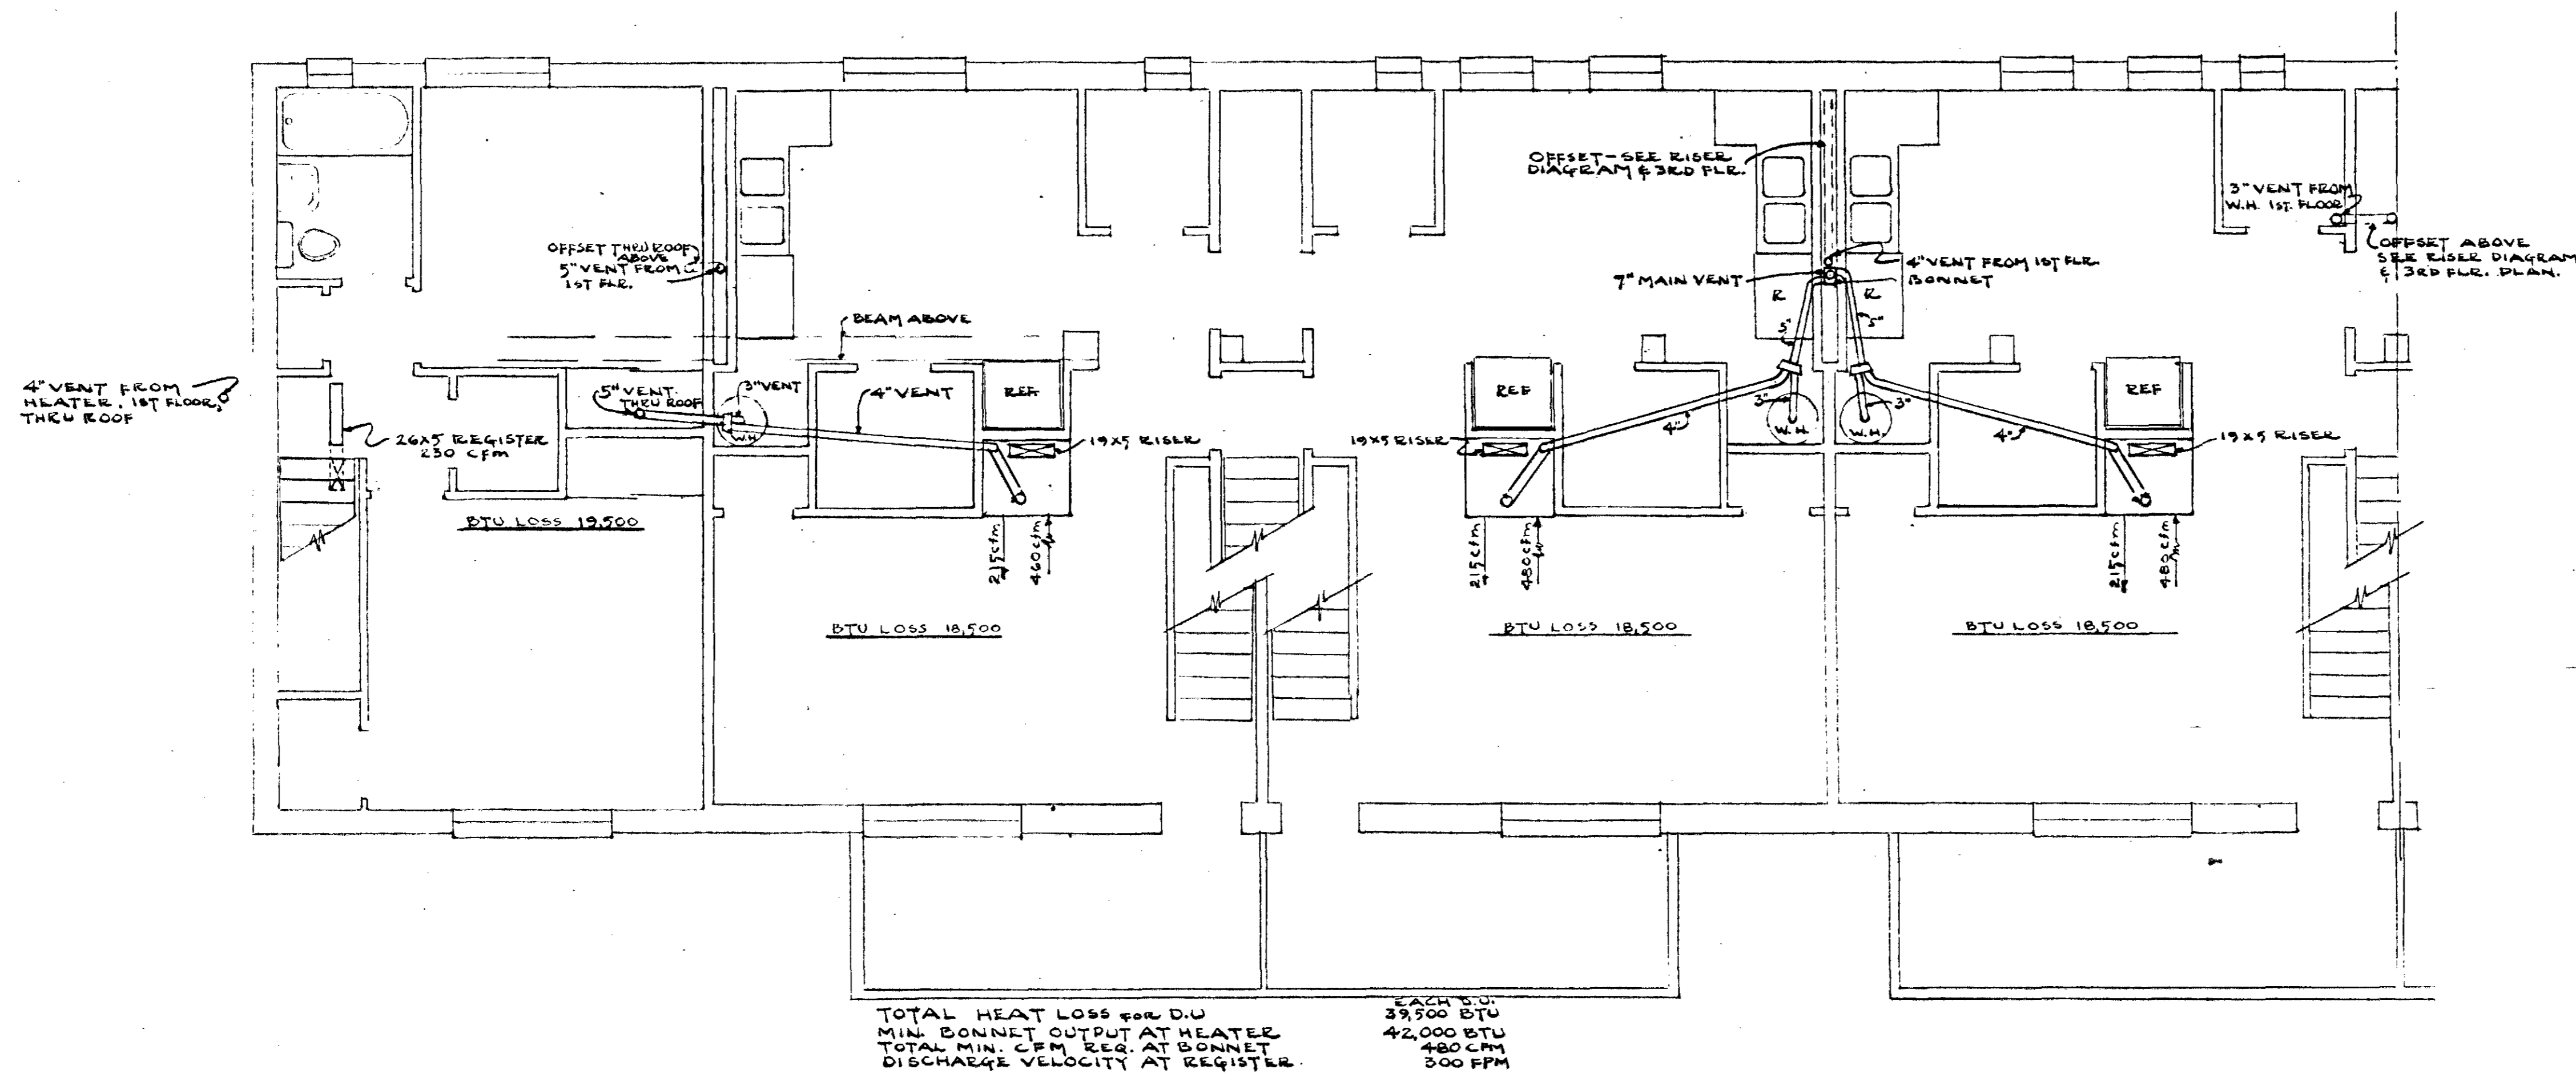 OFFSET THRU ROOF
ABOVE
5" VENT FROM
1ST FLR.
OFFSET-SEE RISER
DIAGRAM & 3RD FLR.
3" VENT FROM
W.H. 1ST. FLOOR
OFFSET ABOVE
SEE RISER DIAGRAM
& 3RD FLR. PLAN.
4" VENT FROM 1ST FLR.
7" MAIN VENT
BONNET
R
R
5"
5"
BEAM ABOVE
4" VENT FROM
HEATER, 1ST FLOOR,
THRU ROOF
5" VENT
THRU ROOF
3" VENT
W.H.
4" VENT
REF
REF
REF
3"
3"
W.H.
W.H.
4"
4"
26X5 REGISTER
230 CFM
19X5 RISER
19X5 RISER
19X5 RISER
BTU LOSS 19,500
215 cfm
460 cfm
215 cfm
480 cfm
215 cfm
480 cfm
BTU LOSS 18,500
BTU LOSS 18,500
BTU LOSS 18,500
EACH D.U.
TOTAL HEAT LOSS FOR D.U 39,500 BTU
MIN. BONNET OUTPUT AT HEATER 42,000 BTU
TOTAL MIN. CFM REQ. AT BONNET 480 CFM
DISCHARGE VELOCITY AT REGISTER. 300 FPM